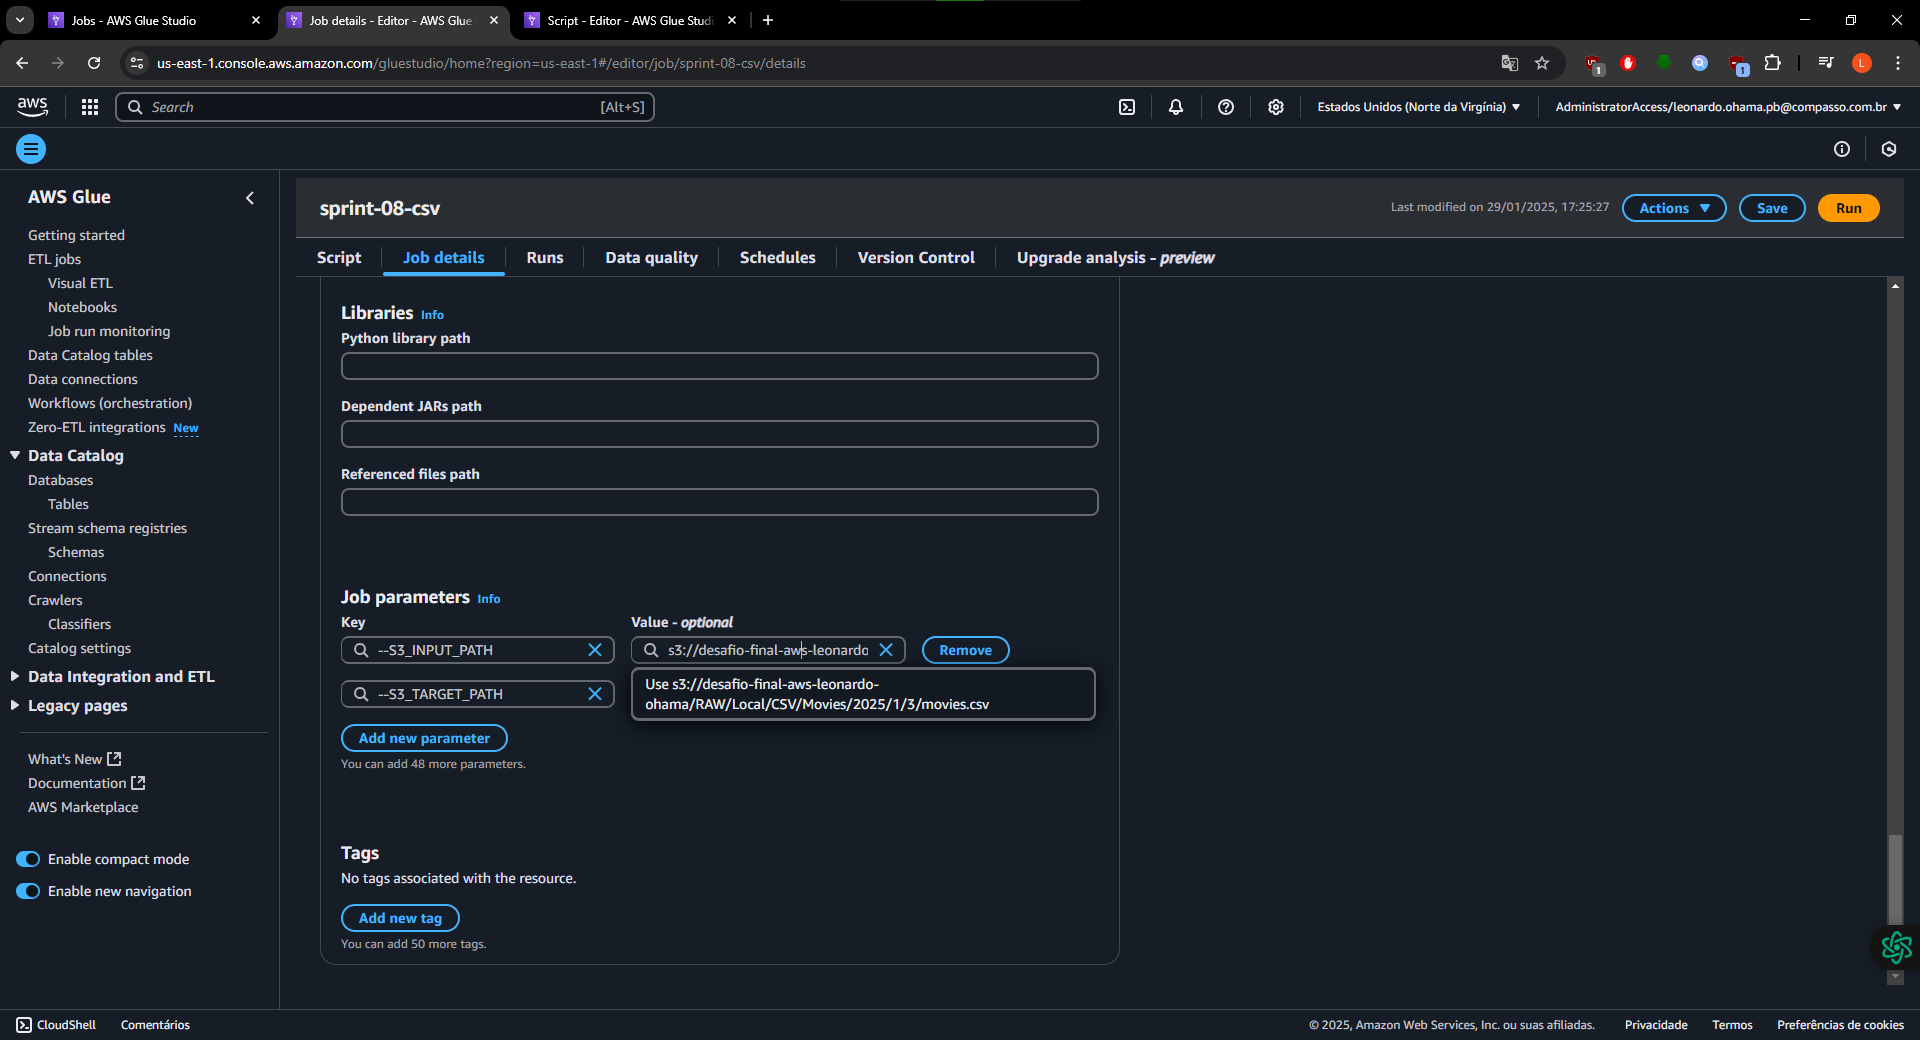 Jobs - AWS Glue Studio
Job details - Editor - AWS Glue
Script - Editor - AWS Glue Studi
us-east-1.console.aws.amazon.com/gluestudio/home?region=us-east-1#/editor/job/sprint-08-csv/details
1
1
L
aws
Search
[Alt+S]
Estados Unidos (Norte da Virgínia)
AdministratorAccess/leonardo.ohama.pb@compasso.com.br
AWS Glue
Getting started
ETL jobs
Visual ETL
Notebooks
Job run monitoring
Data Catalog tables
Data connections
Workflows (orchestration)
Zero-ETL integrations New
Data Catalog
Databases
Tables
Stream schema registries
Schemas
Connections
Crawlers
Classifiers
Catalog settings
Data Integration and ETL
Legacy pages
What's New
Documentation
AWS Marketplace
Enable compact mode
Enable new navigation
sprint-08-csv
Last modified on 29/01/2025, 17:25:27
Actions
Save
Run
Script
Job details
Runs
Data quality
Schedules
Version Control
Upgrade analysis - preview
Libraries Info
Python library path
Dependent JARs path
Referenced files path
Job parameters Info
Key
Value - optional
--S3_INPUT_PATH
s3://desafio-final-aws-leonardo
Remove
Use s3://desafio-final-aws-leonardo-
ohama/RAW/Local/CSV/Movies/2025/1/3/movies.csv
--S3_TARGET_PATH
Add new parameter
You can add 48 more parameters.
Tags
No tags associated with the resource.
Add new tag
You can add 50 more tags.
CloudShell
Comentários
© 2025, Amazon Web Services, Inc. ou suas afiliadas.
Privacidade
Termos
Preferências de cookies